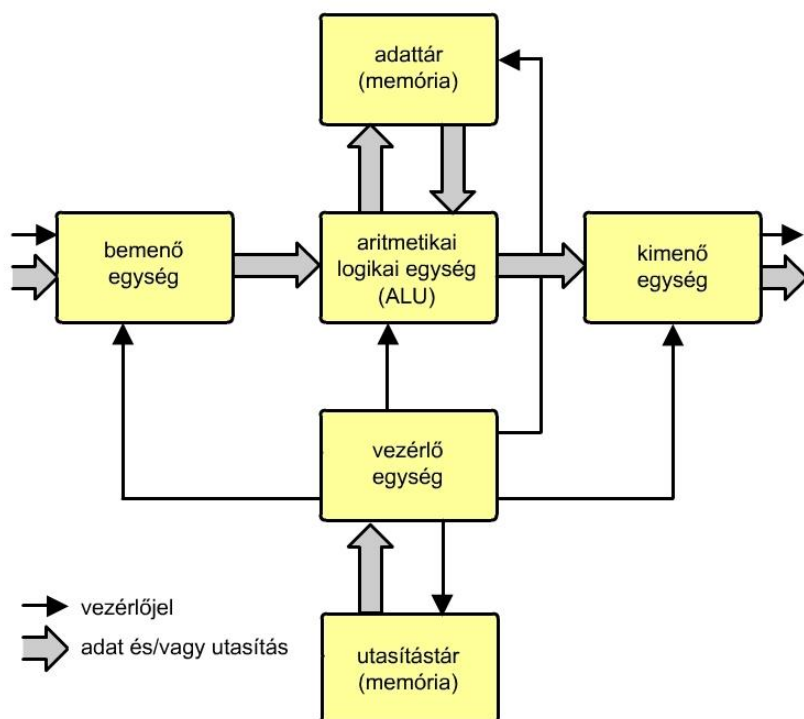 adattár
(memória)
bemenő
egység
aritmetikai
logikai egység
(ALU)
kimenő
egység
vezérlő
egység
vezérlőjel
adat és/vagy utasítás
utasítástár
(memória)